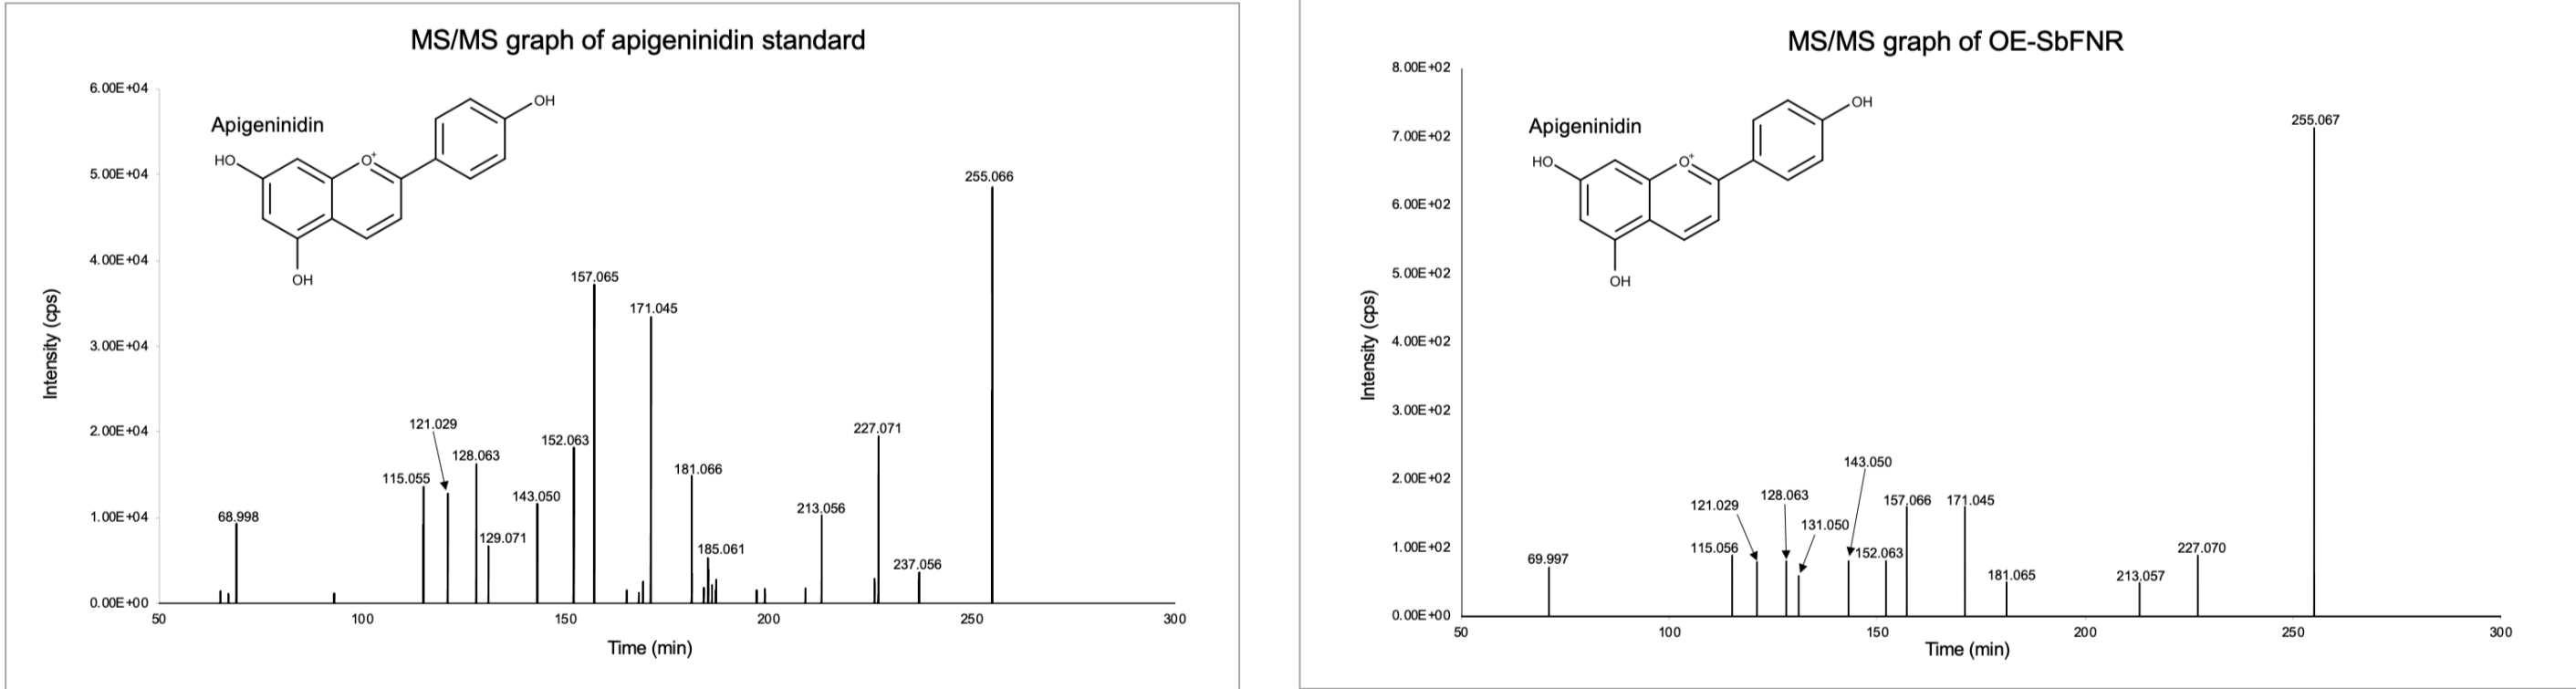 MS/MS graph of apigeninidin standard
6.00E+04
5.00E+04
4.00E+04
3.00E+04
2.00E+04
1.00E+04
0.00E+00
Intensity (cps)
Apigeninidin
OH
HO
O+
OH
255.066
157.065
171.045
121.029
152.063
227.071
128.063
181.066
115.055
143.050
213.056
68.998
129.071
185.061
237.056
50
100
150
200
250
300
Time (min)
MS/MS graph of OE-SbFNR
8.00E+02
7.00E+02
6.00E+02
5.00E+02
4.00E+02
3.00E+02
2.00E+02
1.00E+02
0.00E+00
Intensity (cps)
Apigeninidin
OH
HO
O+
OH
255.067
143.050
128.063
157.066
171.045
121.029
131.050
115.056
152.063
227.070
69.997
181.065
213.057
50
100
150
200
250
300
Time (min)